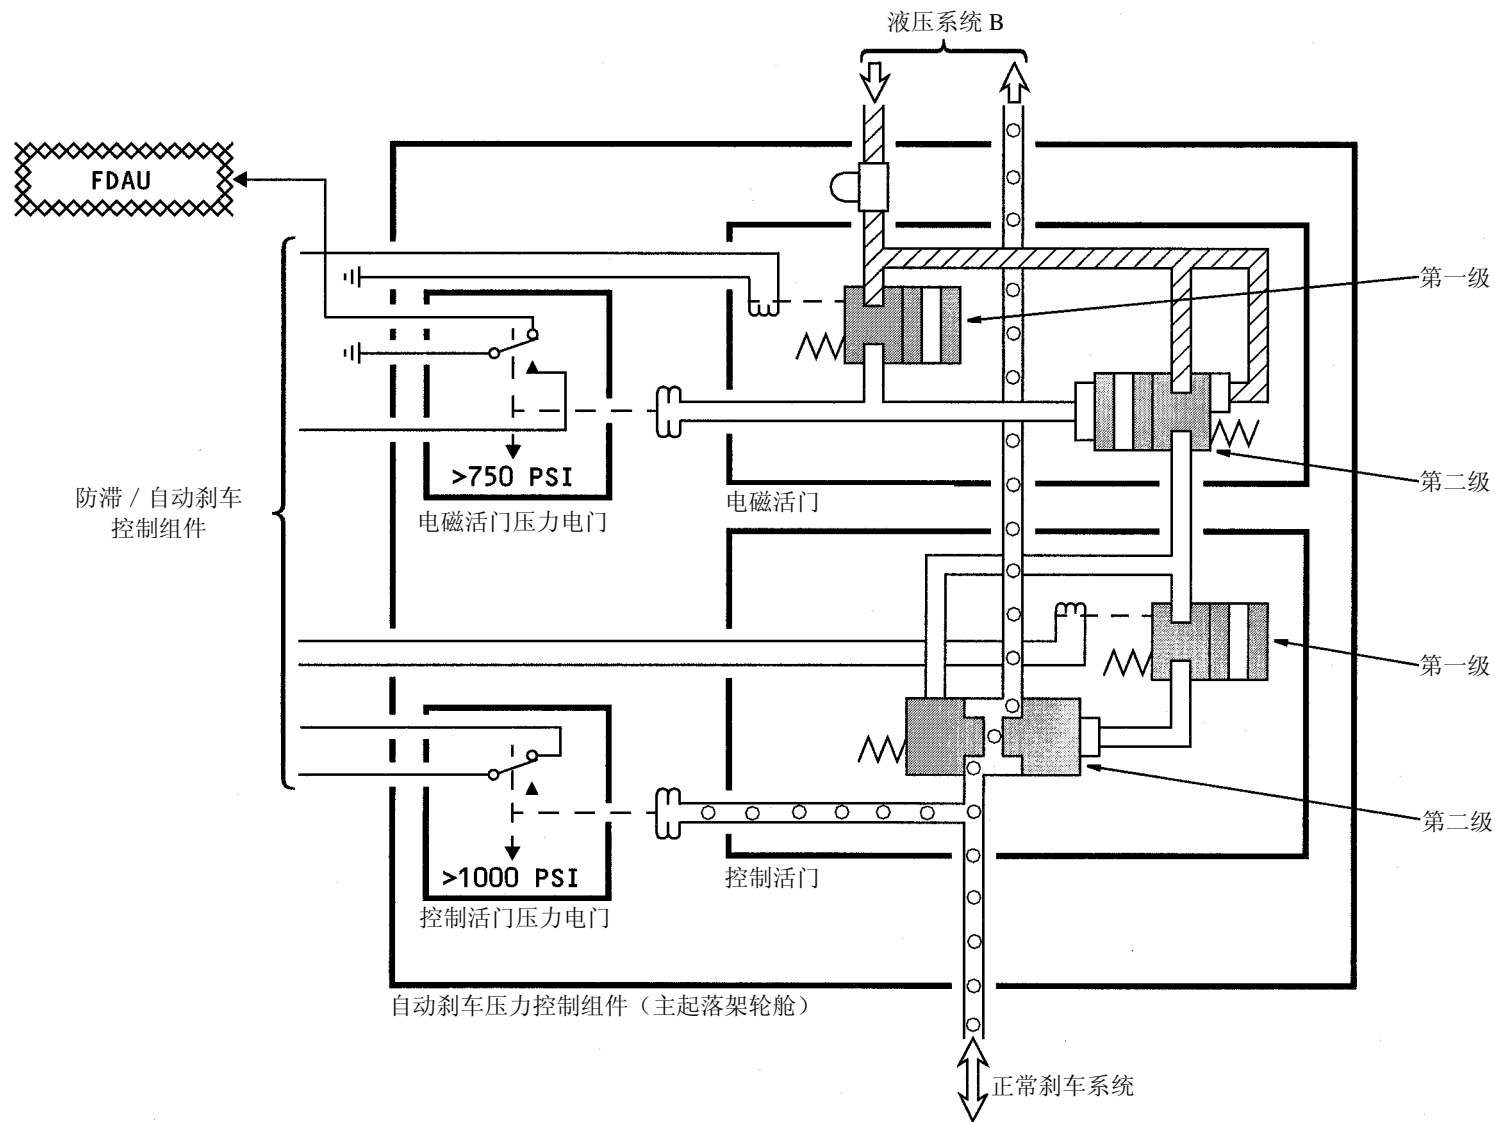 液压系统 B
FDAU
第一级
第二级
>750 PSI
电磁活门压力电门
电磁活门
防滞 / 自动刹车
控制组件
第一级
第二级
>1000 PSI
控制活门压力电门
控制活门
自动刹车压力控制组件（主起落架轮舱）
正常刹车系统